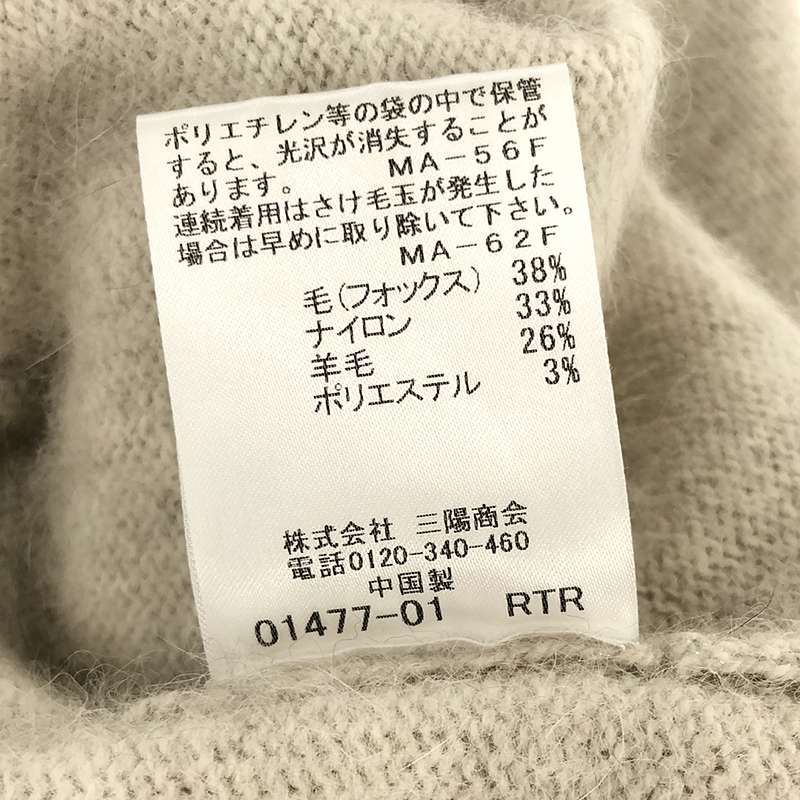 ポリエチレン等の袋の中で保管
すると、光沢が消失することが
あります。 MA-56F
連続着用はさけ毛玉が発生した
場合は早めに取り除いて下さい。
MA-62F
毛(フォックス) 38%
ナイロン 33%
羊毛 26%
ポリエステル 3%
株式会社 三陽商会
電話0120-340-460
中国製
01477-01 RTR